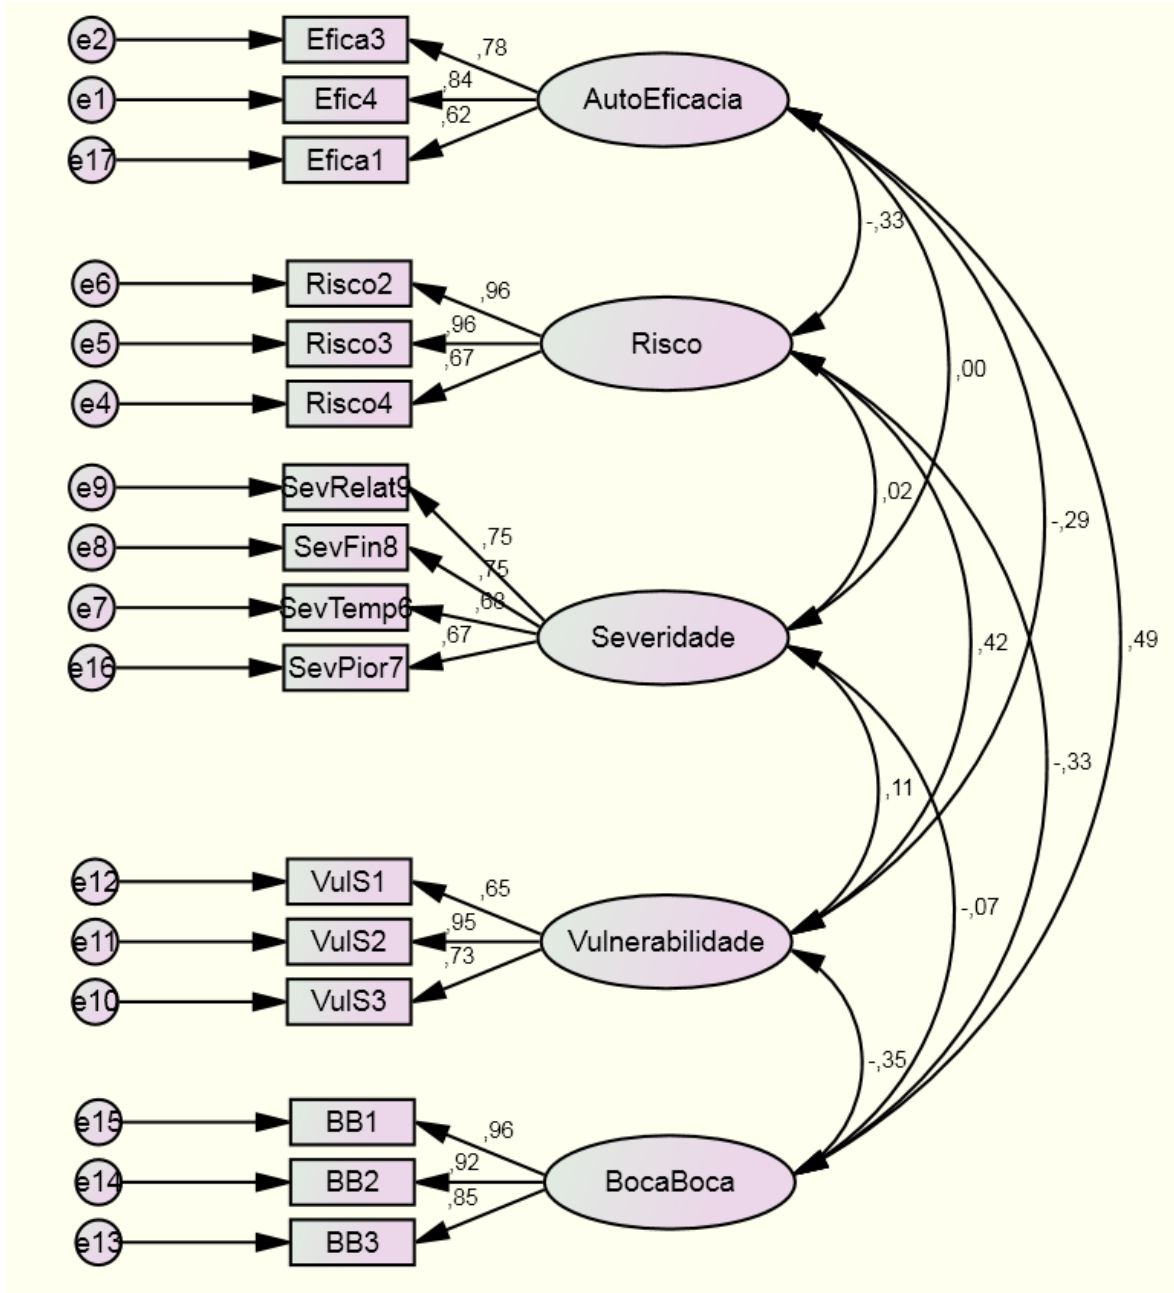 e2
Efica3
,78
e1
Efic4
,84
AutoEficacia
e17
Efica1
,62
-,33
e6
Risco2
,96
e5
Risco3
,96
Risco
e4
Risco4
,67
,00
e9
SevRelat9
,75
,02
-,29
e8
SevFin8
,75
e7
SevTemp6
,68
Severidade
e16
SevPior7
,67
,42
,49
-,33
,11
e12
VulS1
,65
-,07
e11
VulS2
,95
Vulnerabilidade
e10
VulS3
,73
-,35
e15
BB1
,96
e14
BB2
,92
BocaBoca
e13
BB3
,85